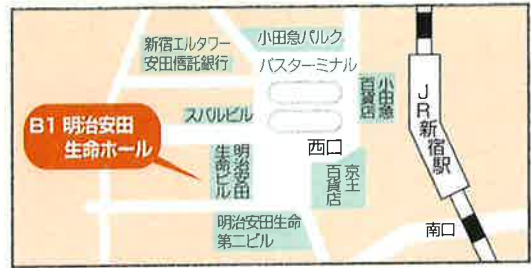 小田急パルク
新宿エルタワー
安田信託銀行
バスターミナル
小田急
百貨店
JR新宿駅
スバルビル
B1 明治安田
生命ホール
西口
明治安田
生命ビル
京王
百貨店
明治安田生命
第二ビル
南口